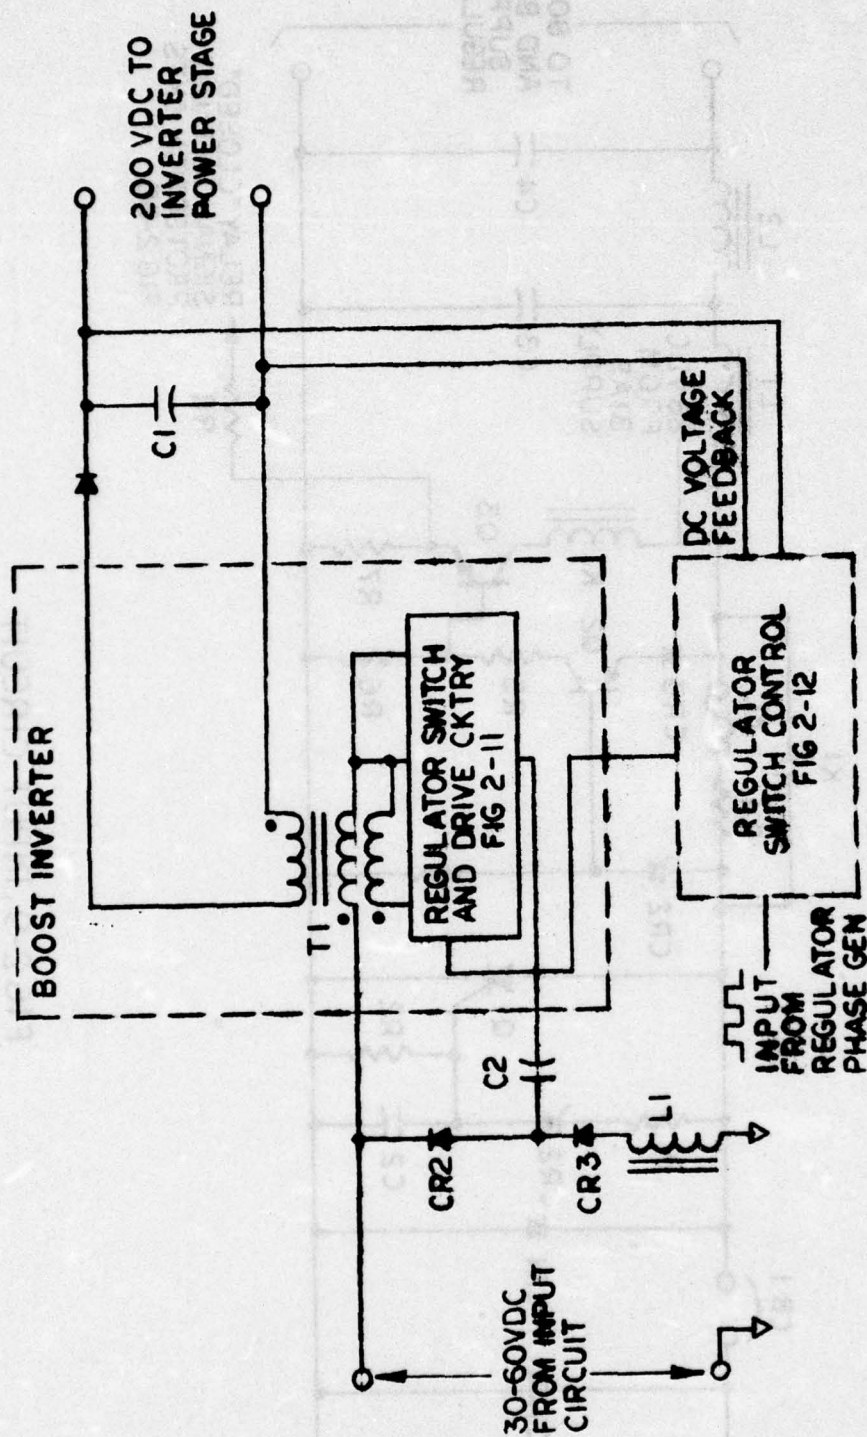 BOOST INVERTER
200 VDC TO
INVERTER
POWER STAGE
C1
T1
REGULATOR SWITCH
AND DRIVE CKTRY
FIG 2-11
DC VOLTAGE
FEEDBACK
REGULATOR
SWITCH CONTROL
FIG 2-12
C2
CR2
CR3
L1
30-60VDC
FROM INPUT
CIRCUIT
INPUT
FROM
REGULATOR
PHASE GEN